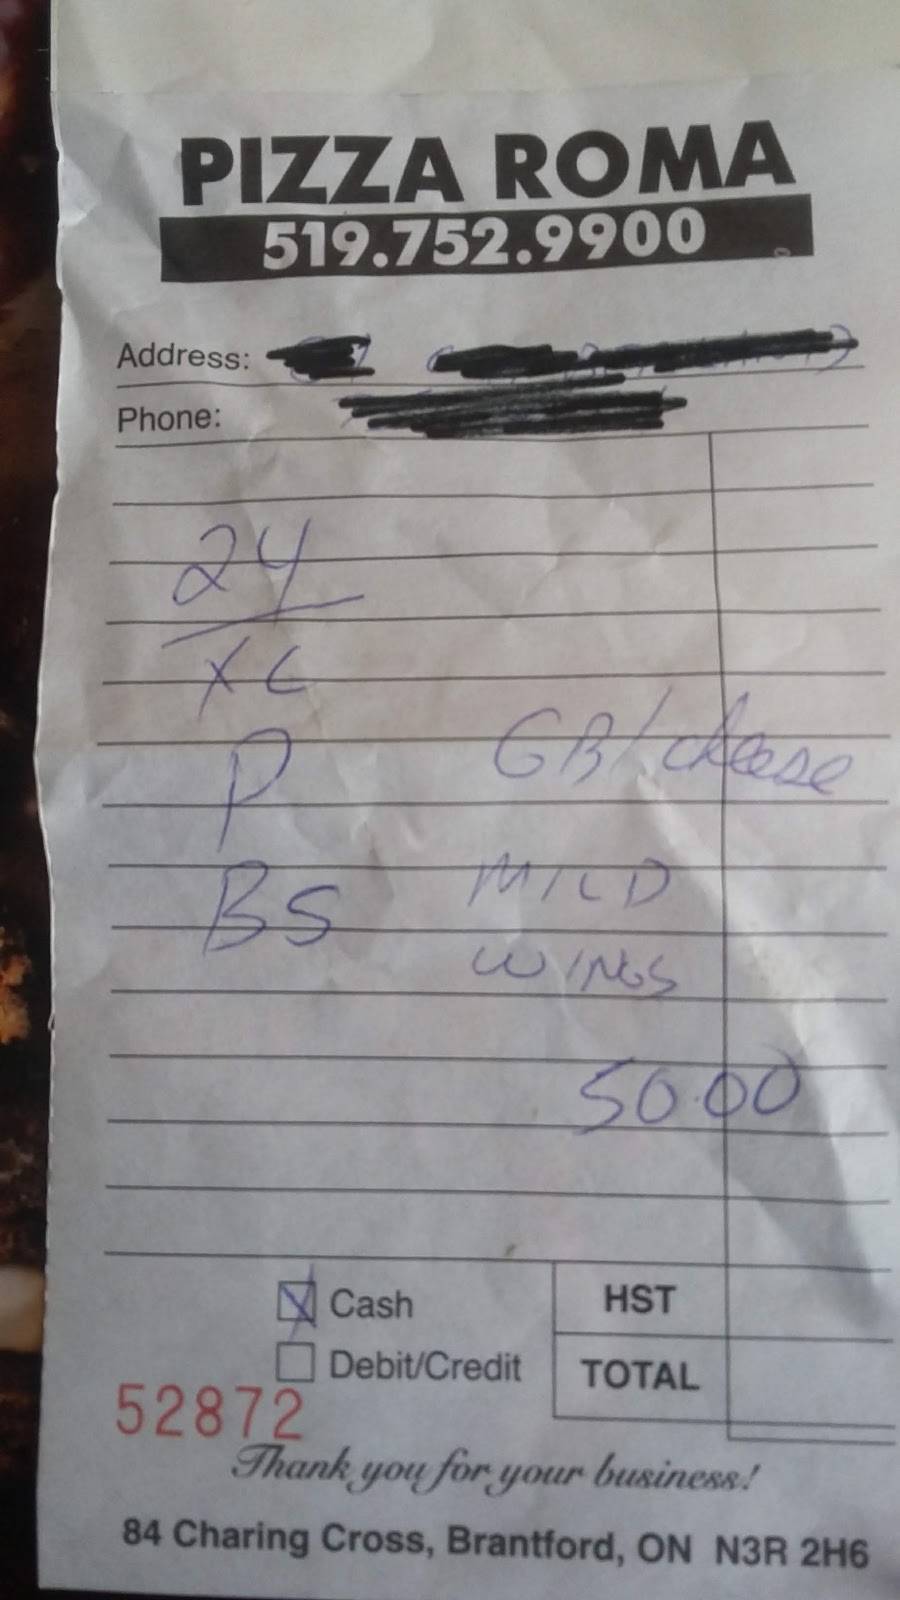 PIZZA ROMA
519.752.9900
Address:
Phone:
24
XL
P GB/cheese
BS MILD
WINGS
50.00
Cash HST
Debit/Credit TOTAL
52872
Thank you for your business!
84 Charing Cross, Brantford, ON N3R 2H6